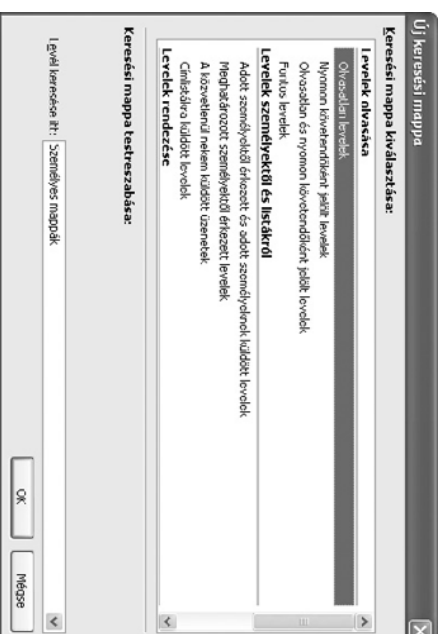 Új keresési mappa
Keresési mappa kiválasztása:
Levelek olvasása
Olvasatlan levelek
Nyomon követendőként jelölt levelek
Olvasatlan és nyomon követendőként jelölt levelek
Fontos levelek
Levelek személyektől és listákról
Adott személyektől érkezett és adott személyeknek küldött levelek
Meghatározott személyektől érkezett levelek
A közvetlenül nekem küldött üzenetek
Címlistákra küldött levelek
Levelek rendezése
Keresési mappa testreszabása:
Levél keresése itt: Személyes mappák
OK Mégse